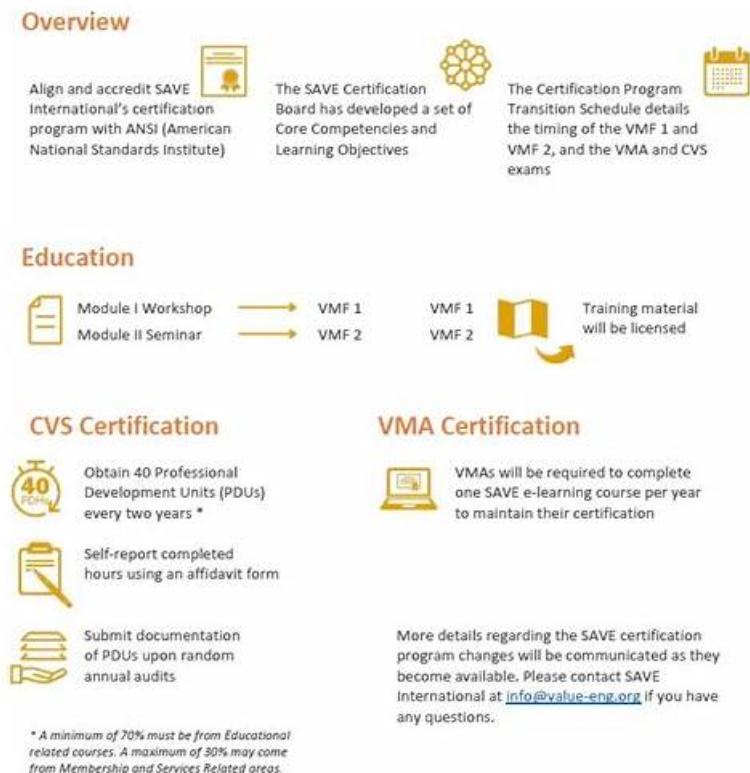 Overview
Align and accredit SAVE
International's certification
program with ANSI (American
National Standards Institute)
The SAVE Certification
Board has developed a set of
Core Competencies and
Learning Objectives
The Certification Program
Transition Schedule details
the timing of the VMF 1 and
VMF 2, and the VMA and CVS
exams
Education
Module I Workshop VMF 1 VMF 1
Module II Seminar VMF 2 VMF 2
Training material
will be licensed
CVS Certification
40
PDHs
Obtain 40 Professional
Development Units (PDUs)
every two years *
Self-report completed
hours using an affidavit form
Submit documentation
of PDUs upon random
annual audits
* A minimum of 70% must be from Educational
related courses. A maximum of 30% may come
from Membership and Services Related areas.
VMA Certification
VMAs will be required to complete
one SAVE e-learning course per year
to maintain their certification
More details regarding the SAVE certification
program changes will be communicated as they
become available. Please contact SAVE
International at info@value-eng.org if you have
any questions.